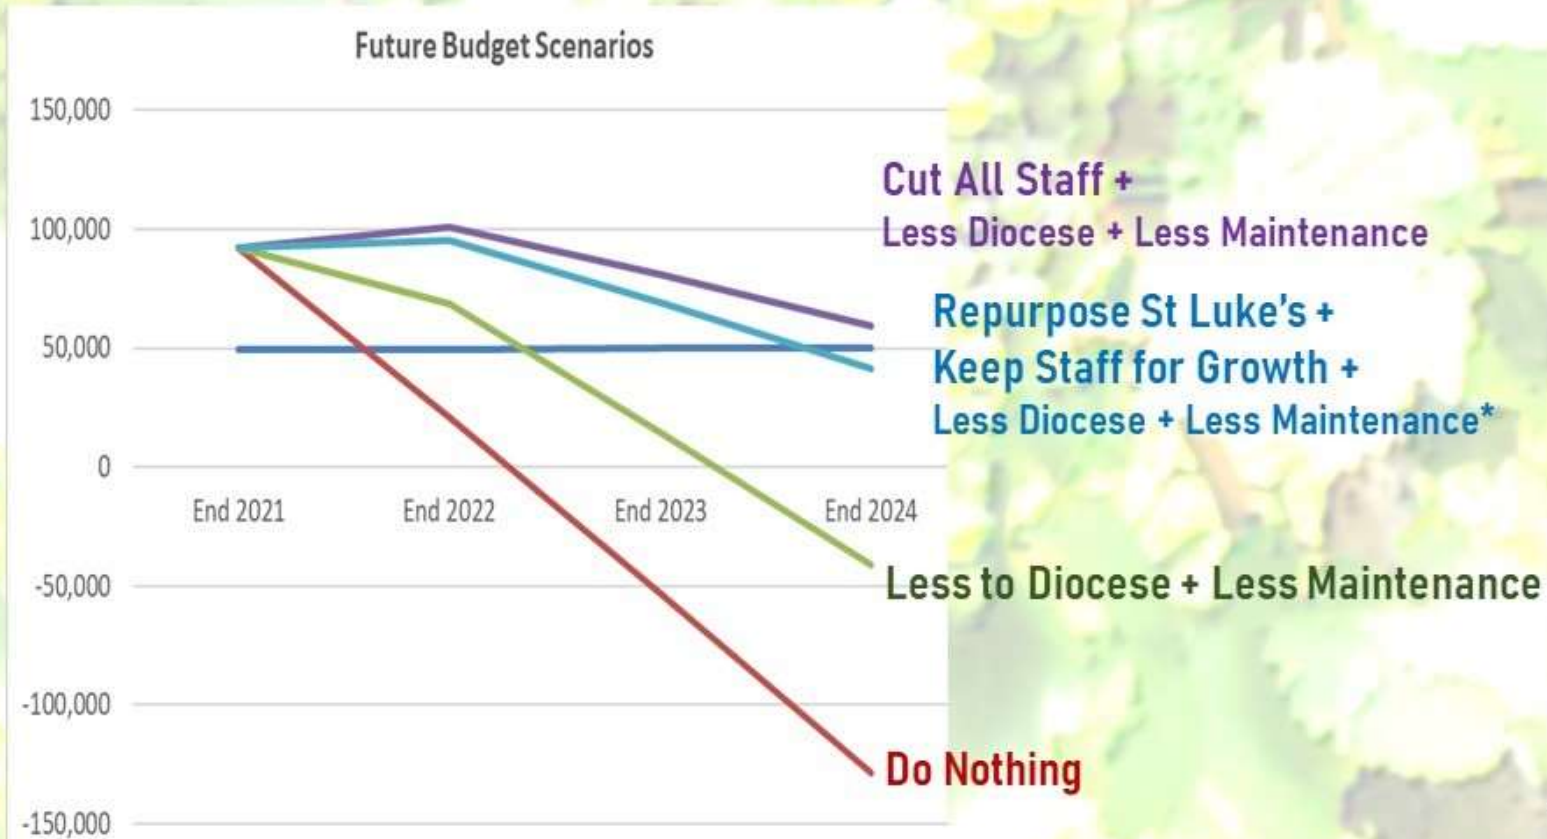 Future Budget Scenarios
150,000
100,000
50,000
0
-50,000
-100,000
-150,000
End 2021
End 2022
End 2023
End 2024
Cut All Staff +
Less Diocese + Less Maintenance
Repurpose St Luke's +
Keep Staff for Growth +
Less Diocese + Less Maintenance*
Less to Diocese + Less Maintenance
Do Nothing